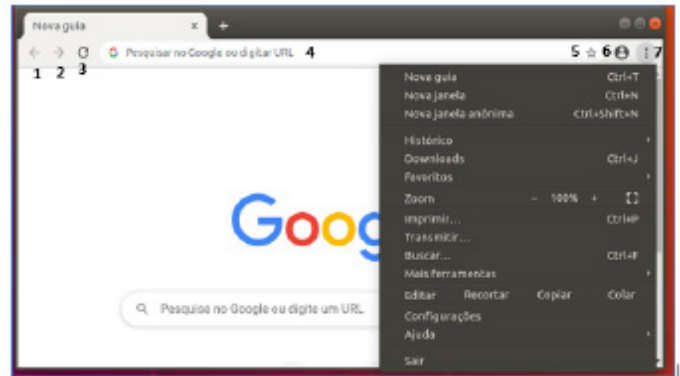 Nova guia x +
Pesquisar no Google ou digitar URL 4 5 6 7
1 2 3
Nova guia Ctrl+T
Nova janela Ctrl+N
Nova janela anônima Ctrl+Shift+N
Histórico
Downloads Ctrl+J
Favoritos
Zoom - 100% +
Imprimir... Ctrl+P
Transmitir...
Buscar... Ctrl+F
Mais ferramentas
Editar Recortar Copiar Colar
Configurações
Ajuda
Sair
Goog
Pesquise no Google ou digite um URL